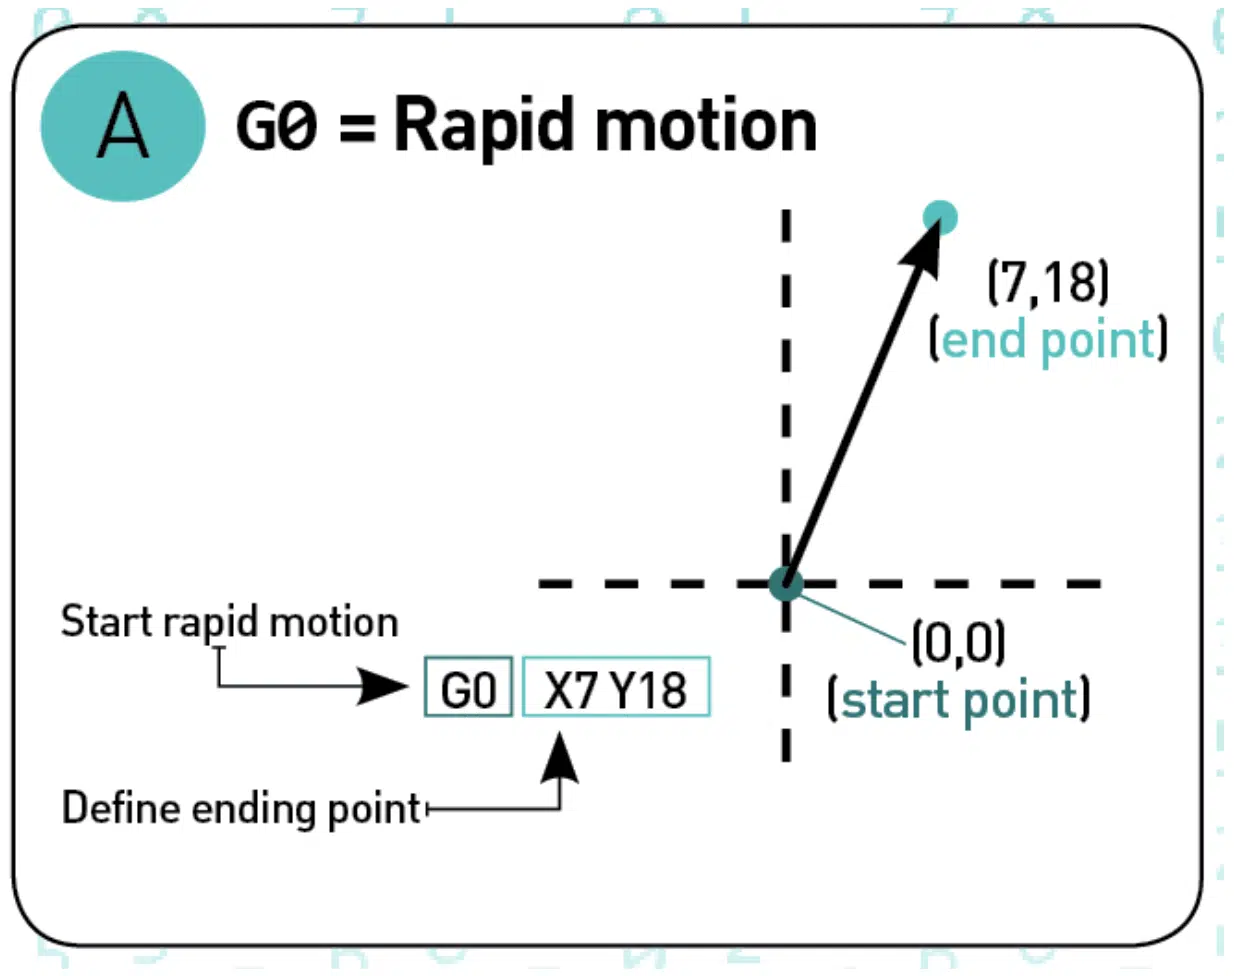 A
G0 = Rapid motion
(7,18)
(end point)
Start rapid motion
(0,0)
G0 X7 Y18
(start point)
Define ending point